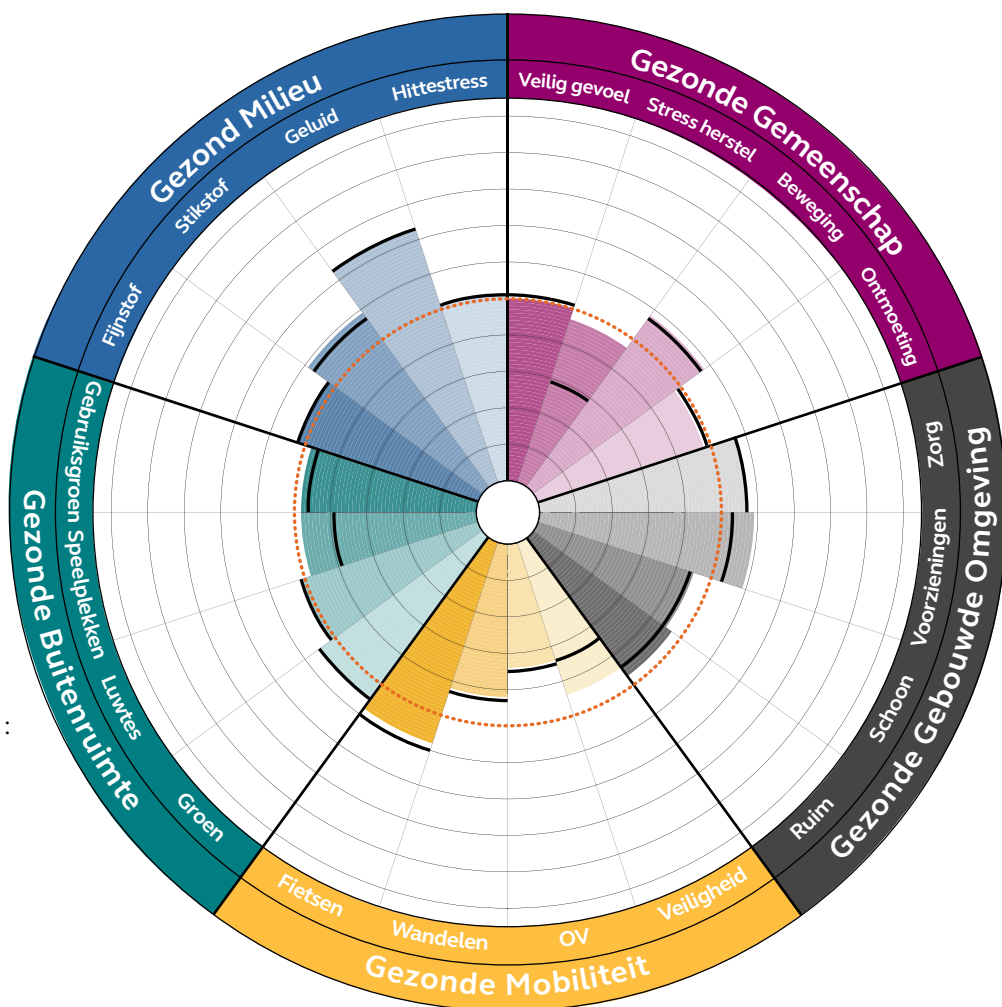 Gezond Milieu
Fijnstof
Stikstof
Geluid
Hittestress
Gezonde Gemeenschap
Veilig gevoel
Stress herstel
Beweging
Ontmoeting
Gezonde Gebouwde Omgeving
Zorg
Voorzieningen
Schoon
Ruim
Gezonde Mobiliteit
Fietsen
Wandelen
OV
Veiligheid
Gezonde Buitenruimte
Gebruiksgroen
Speelplekken
Luwtes
Groen
: